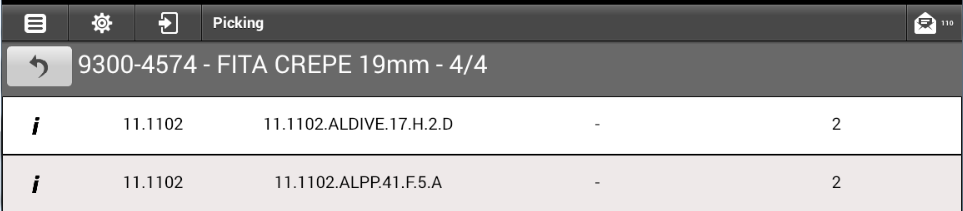 Picking 110
9300-4574 - FITA CREPE 19mm - 4/4
i 11.1102 11.1102.ALDIVE.17.H.2.D - 2
i 11.1102 11.1102.ALPP.41.F.5.A - 2